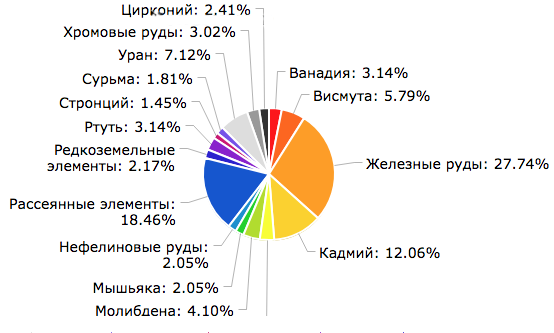 Цирконий: 2.41%
Хромовые руды: 3.02%
Уран: 7.12%
Сурьма: 1.81%
Стронций: 1.45%
Ртуть: 3.14%
Редкоземельные
элементы: 2.17%
Рассеянные элементы:
18.46%
Нефелиновые руды:
2.05%
Мышьяка: 2.05%
Молибдена: 4.10%
Ванадия: 3.14%
Висмута: 5.79%
Железные руды: 27.74%
Кадмий: 12.06%